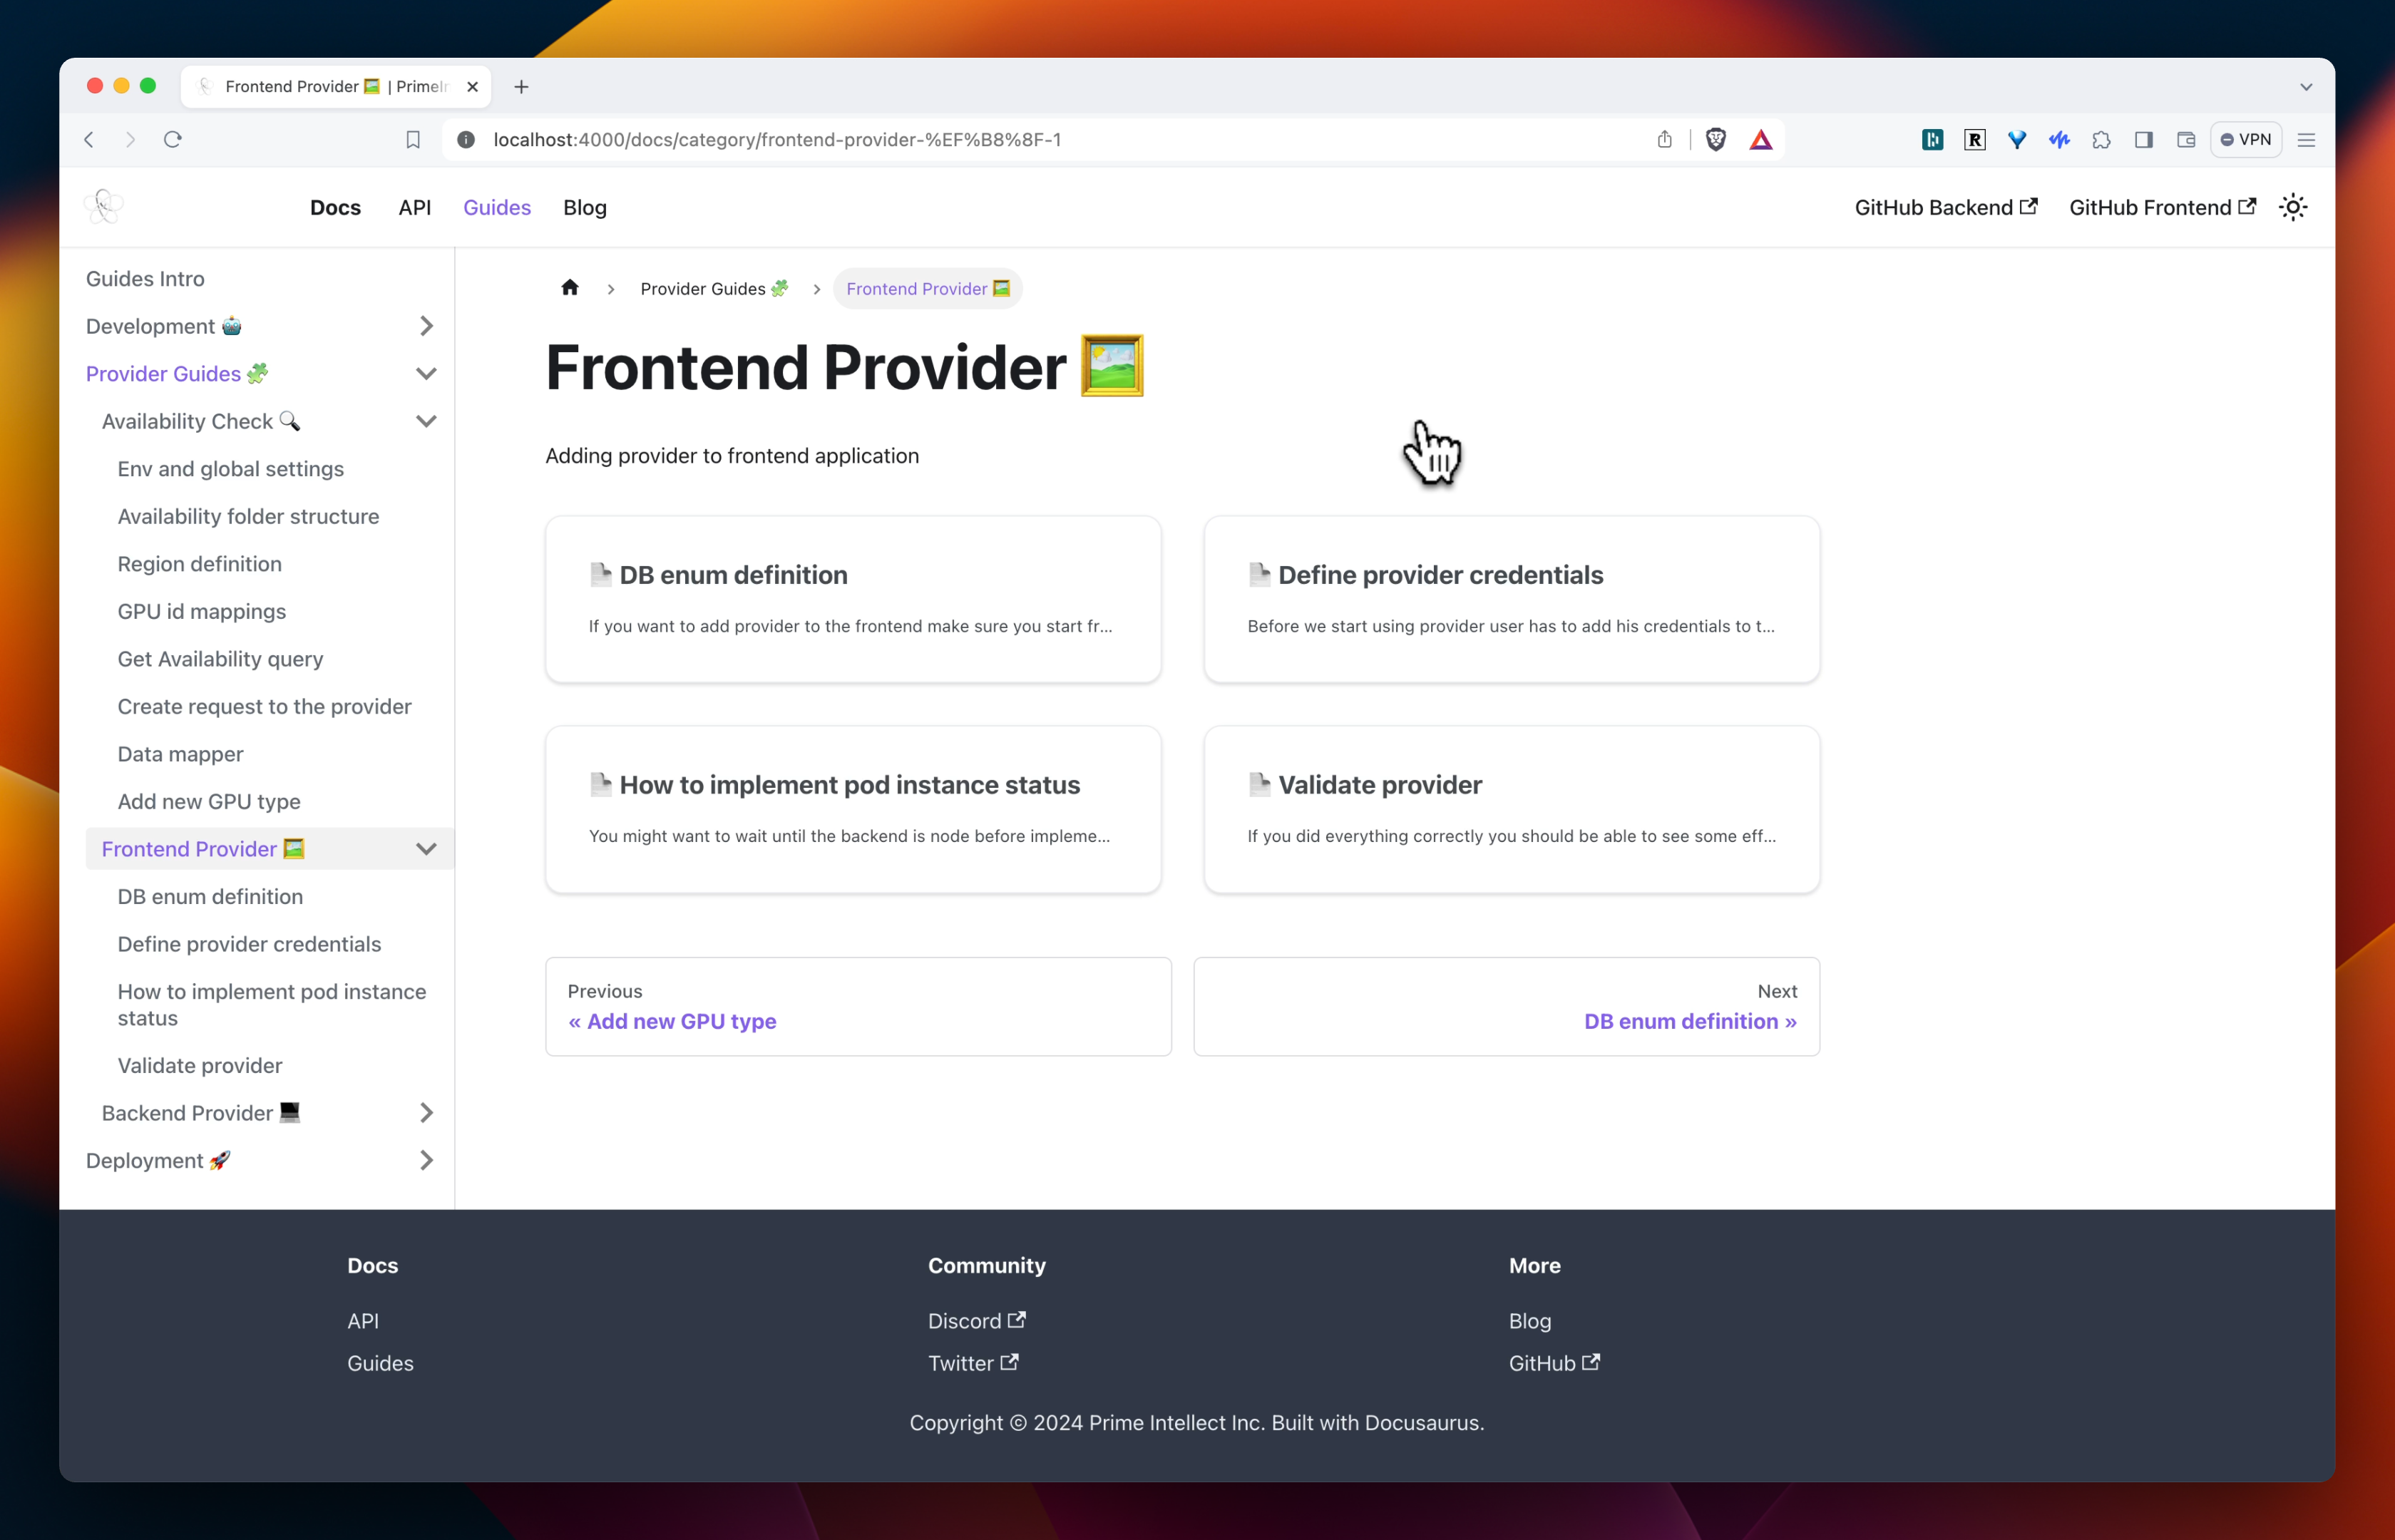 Frontend Provider 🖼️ | PrimeIn
localhost:4000/docs/category/frontend-provider-%EF%B8%8F-1
VPN
Docs API Guides Blog
GitHub Backend GitHub Frontend
Guides Intro
Development 🤖
Provider Guides 🧩
Availability Check 🔍
Env and global settings
Availability folder structure
Region definition
GPU id mappings
Get Availability query
Create request to the provider
Data mapper
Add new GPU type
Frontend Provider 🖼️
DB enum definition
Define provider credentials
How to implement pod instance
status
Validate provider
Backend Provider 💻
Deployment 🚀
Provider Guides 🧩 > Frontend Provider 🖼️
Frontend Provider 🖼️
Adding provider to frontend application
DB enum definition
If you want to add provider to the frontend make sure you start fr...
Define provider credentials
Before we start using provider user has to add his credentials to t...
How to implement pod instance status
You might want to wait until the backend is node before impleme...
Validate provider
If you did everything correctly you should be able to see some eff...
Previous
« Add new GPU type
Next
DB enum definition »
Docs
API
Guides
Community
Discord
Twitter
More
Blog
GitHub
Copyright © 2024 Prime Intellect Inc. Built with Docusaurus.